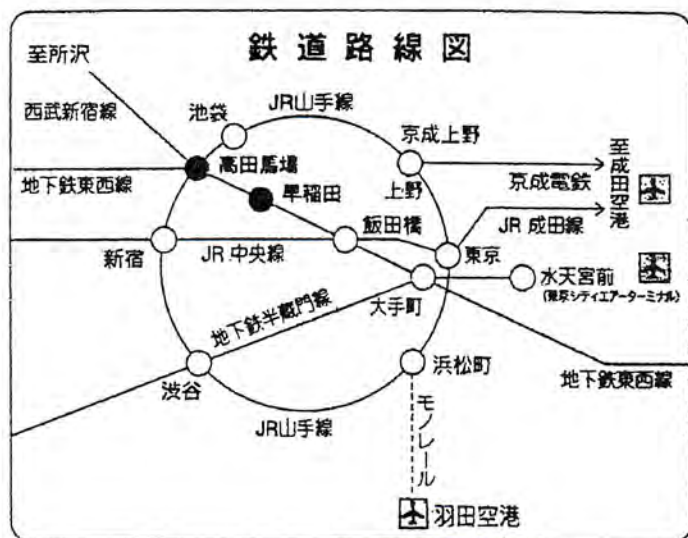 鉄道路線図
至所沢
西武新宿線
池袋
JR山手線
京成上野
高田馬場
地下鉄東西線
上野
京成電鉄
至成田空港
早稲田
飯田橋
JR 成田線
新宿
JR 中央線
東京
水天宮前
(東京シティエアーターミナル)
大手町
地下鉄半蔵門線
渋谷
浜松町
地下鉄東西線
JR山手線
モノレール
羽田空港